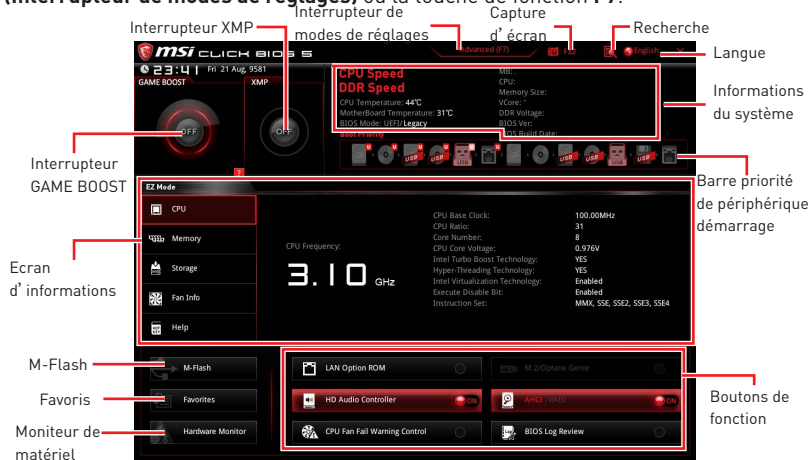 (Interrupteur de modes de réglages) ou la touche de fonction F7.
Interrupteur XMP
Interrupteur de
modes de réglages
Capture
d’écran
Recherche
Langue
Informations
du système
Interrupteur
GAME BOOST
Barre priorité
de périphérique
démarrage
Ecran
d’informations
M-Flash
Favoris
Moniteur de
matériel
Boutons de
fonction
msi CLICK BIOS 5
Advanced (F7)
F12
English
X
23:41 Fri 21 Aug, 9581
GAME BOOST
XMP
OFF
OFF
CPU Speed
DDR Speed
CPU Temperature: 44°C
MotherBoard Temperature: 31°C
BIOS Mode: UEFI/Legacy
Boot Priority
MB:
CPU:
Memory Size:
VCore:
DDR Voltage:
BIOS Ver:
BIOS Build Date:
U U U U U U
USB USB USB USB USB USB USB
?
EZ Mode
CPU
Memory
Storage
Fan Info
Help
CPU Frequency:
3.10 GHz
CPU Base Clock: 100.00MHz
CPU Ratio: 31
Core Number: 8
CPU Core Voltage: 0.976V
Intel Turbo Boost Technology: YES
Hyper-Threading Technology: YES
Intel Virtualization Technology: Enabled
Execute Disable Bit: Enabled
Instruction Set: MMX, SSE, SSE2, SSE3, SSE4
M-Flash
Favorites
Hardware Monitor
LAN Option ROM
M.2/Optane Genie
HD Audio Controller ON
AHCI /RAID ON
CPU Fan Fail Warning Control
BIOS Log Review